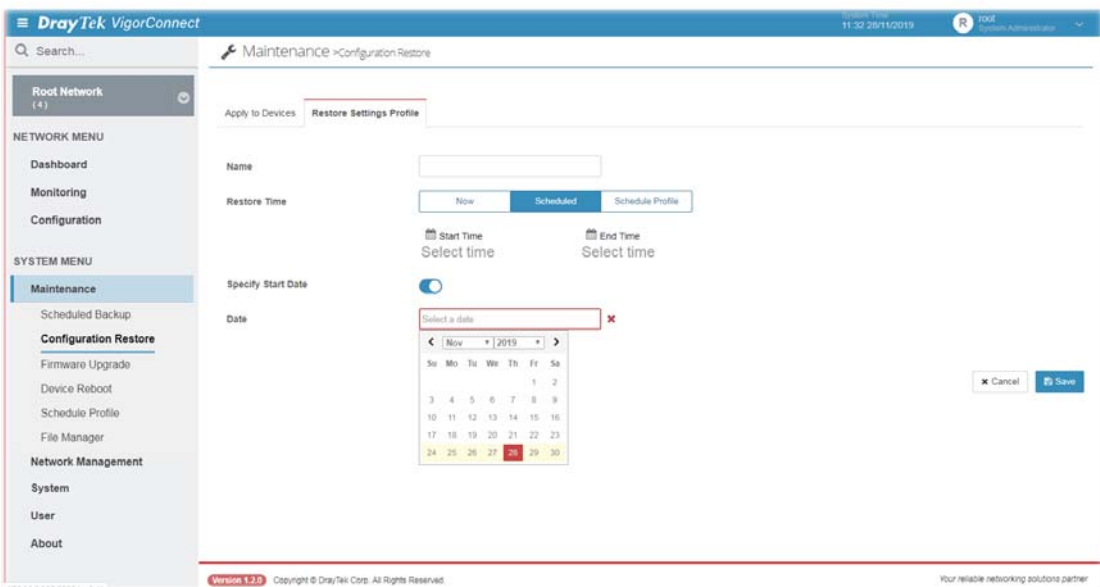 DrayTek VigorConnect
System Time
11:32 28/11/2019
R
root
System Administrator
Search...
Maintenance >Configuration Restore
Root Network
(4)
Apply to Devices
Restore Settings Profile
NETWORK MENU
Dashboard
Monitoring
Configuration
SYSTEM MENU
Maintenance
Scheduled Backup
Configuration Restore
Firmware Upgrade
Device Reboot
Schedule Profile
File Manager
Network Management
System
User
About
Name
Restore Time
Now
Scheduled
Schedule Profile
Start Time
Select time
End Time
Select time
Specify Start Date
Date
Select a date
Nov 2019
Su Mo Tu We Th Fr Sa
1 2
3 4 5 6 7 8 9
10 11 12 13 14 15 16
17 18 19 20 21 22 23
24 25 26 27 28 29 30
Cancel
Save
Version 1.2.0 Copyright © DrayTek Corp. All Rights Reserved.
Your reliable networking solutions partner